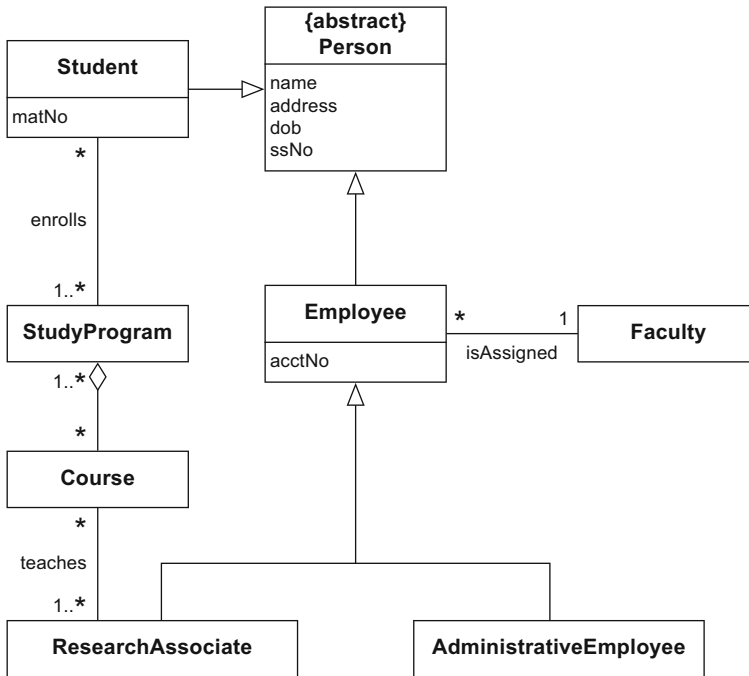 {abstract}
Person
name
address
dob
ssNo
Student
matNo
*
enrolls
1..*
StudyProgram
1..*
*
Course
*
teaches
1..*
ResearchAssociate
Employee
acctNo
*
1
isAssigned
Faculty
AdministrativeEmployee